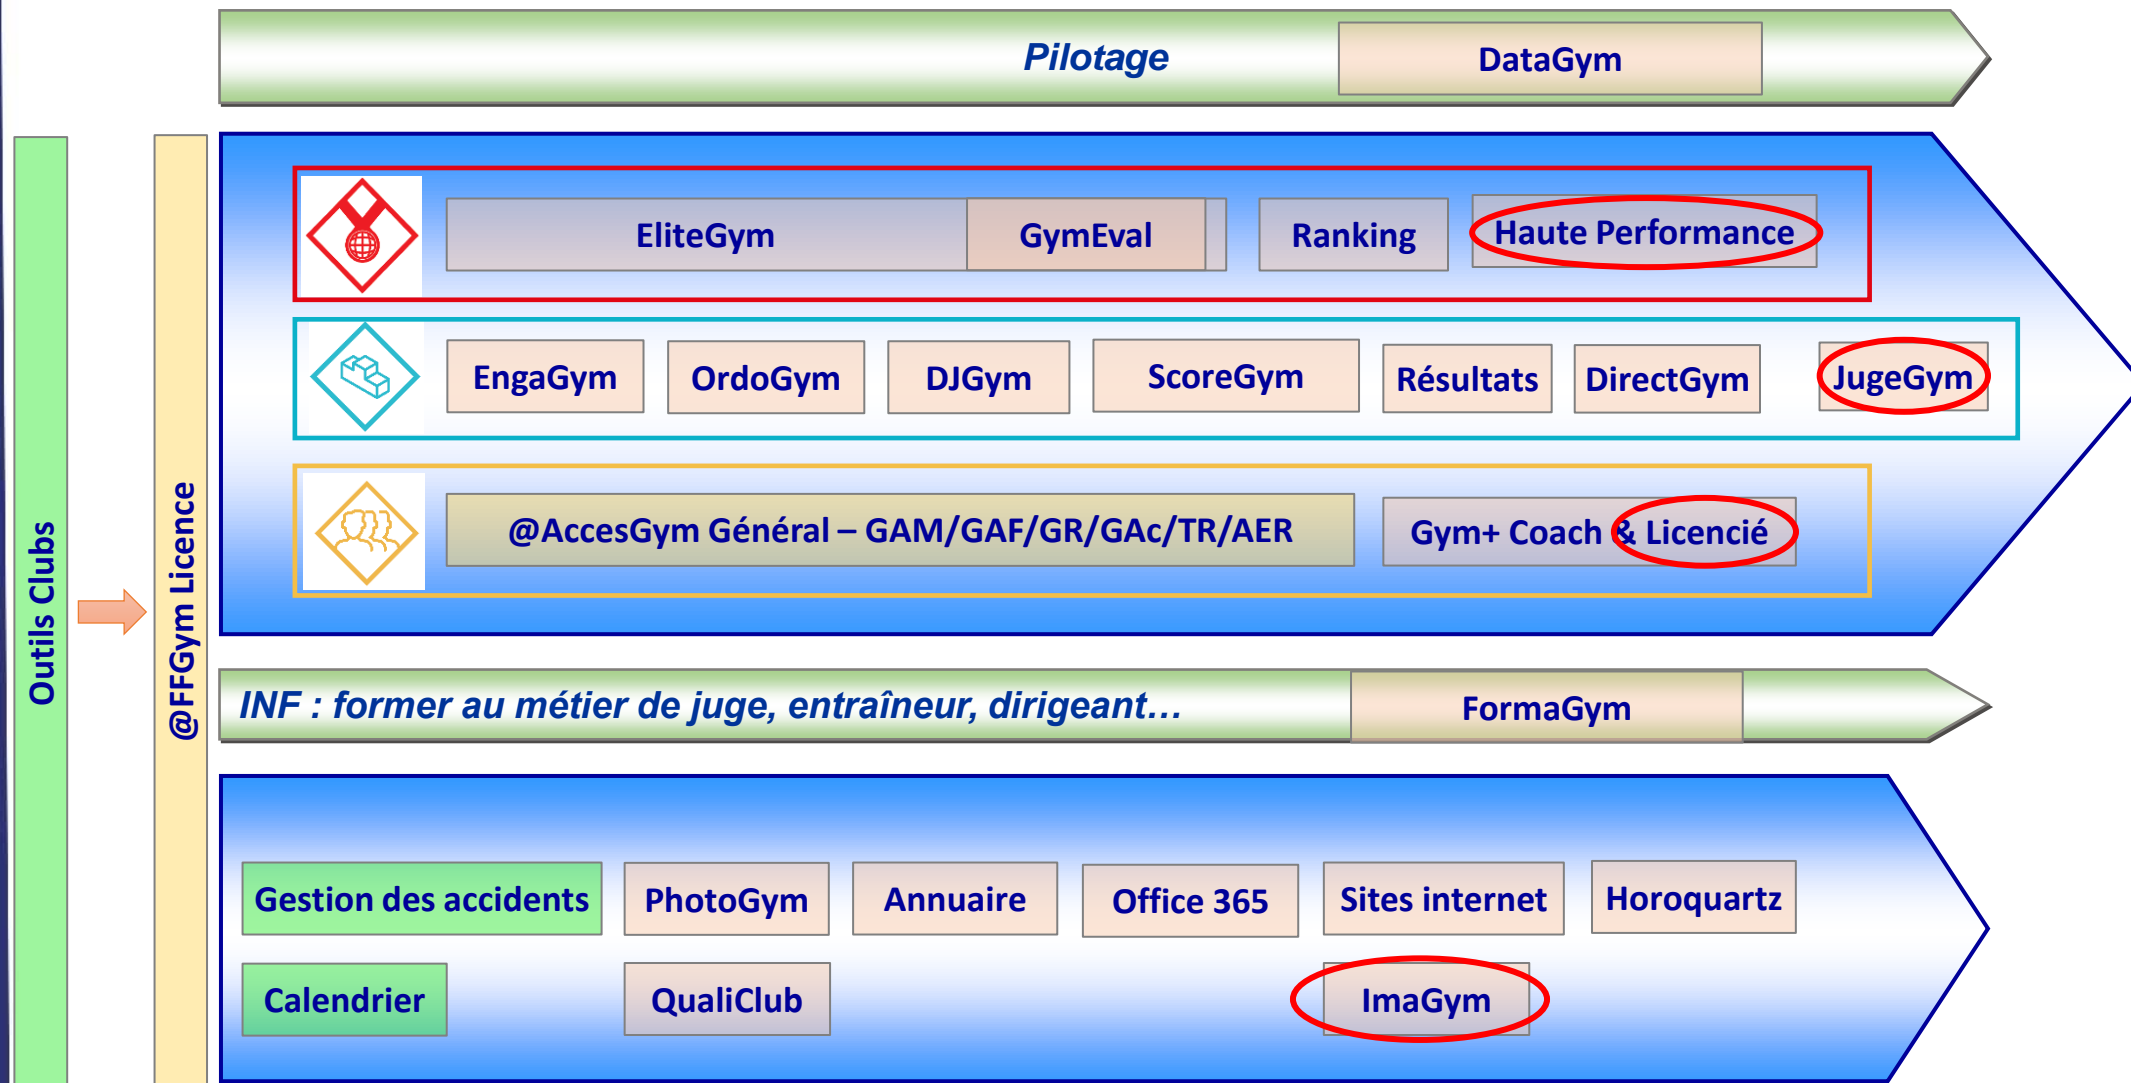 Pilotage
DataGym
Outils Clubs
@FFGym Licence
EliteGym
GymEval
Ranking
Haute Performance
EngaGym
OrdoGym
DJGym
ScoreGym
Résultats
DirectGym
JugeGym
@AccesGym Général – GAM/GAF/GR/GAc/TR/AER
Gym+ Coach & Licencié
INF : former au métier de juge, entraîneur, dirigeant…
FormaGym
Gestion des accidents
PhotoGym
Annuaire
Office 365
Sites internet
Horoquartz
Calendrier
QualiClub
ImaGym